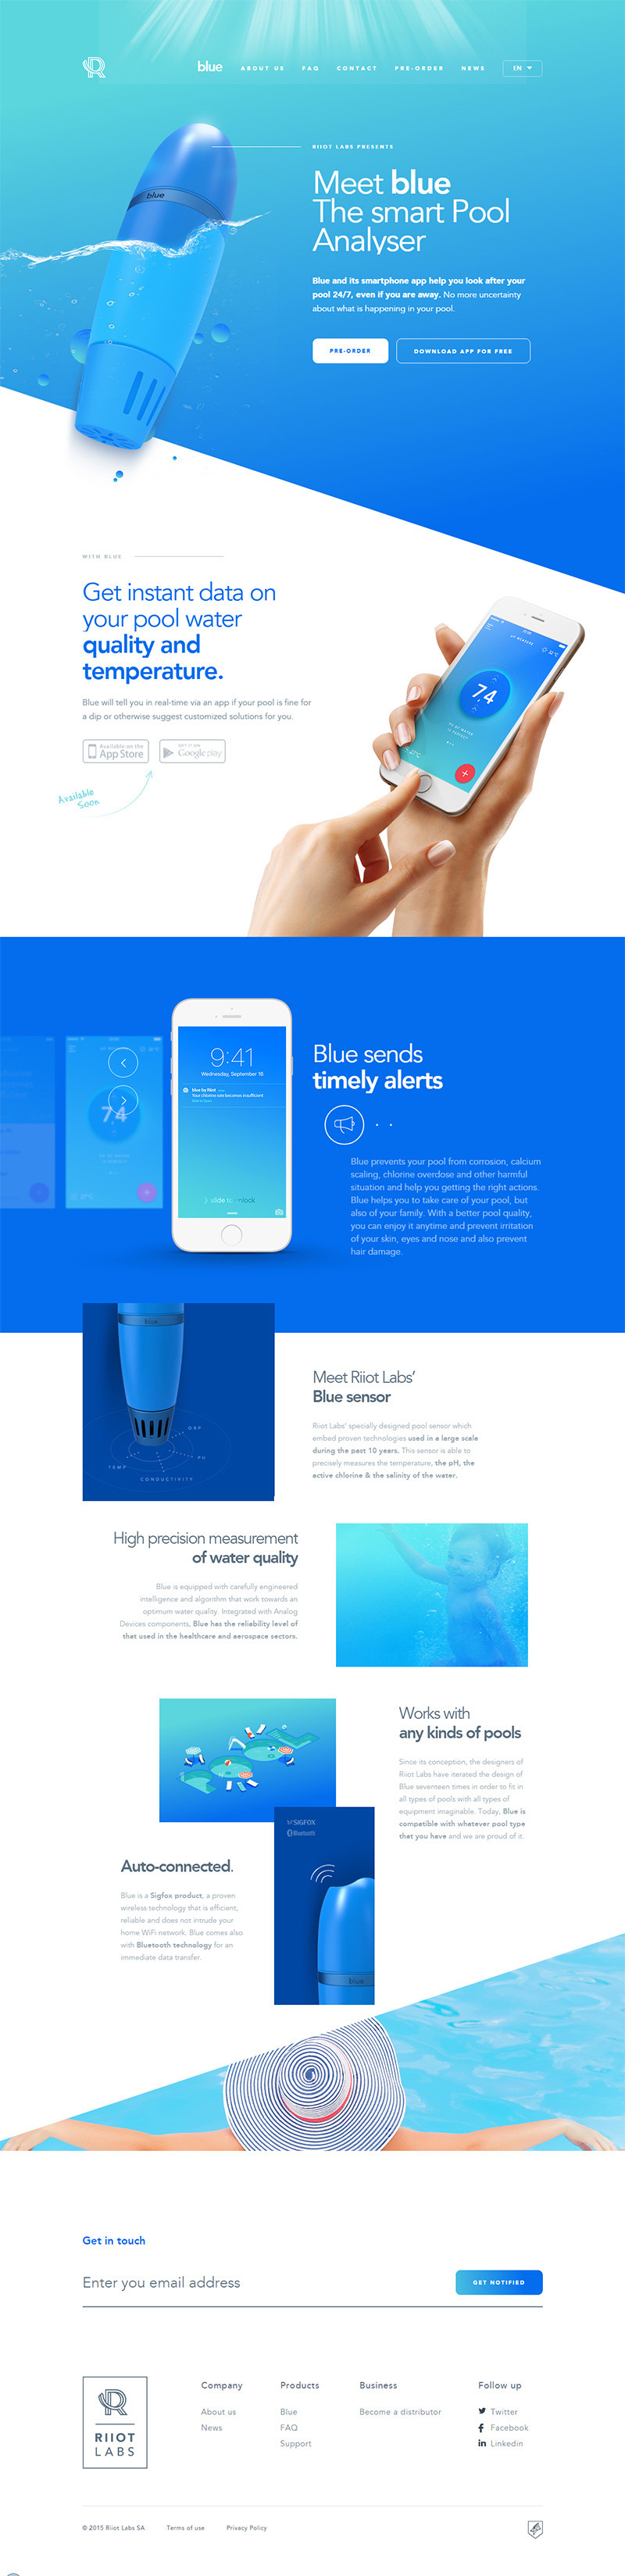 blue ABOUT US FAQ CONTACT PRE-ORDER NEWS EN
RIIOT LABS PRESENTS
blue
Meet blue
The smart Pool
Analyser
Blue and its smartphone app help you look after your
pool 24/7, even if you are away. No more uncertainty
about what is happening in your pool.
PRE-ORDER DOWNLOAD APP FOR FREE
WITH BLUE
Get instant data on
your pool water
quality and
temperature.
Blue will tell you in real-time via an app if your pool is fine for
a dip or otherwise suggest customized solutions for you.
Available on the
App Store
GET IT ON
Google play
Available
Soon
7.4
9:41
Wednesday, September 16
Blue by Riiot
Your chlorine rate becomes insufficient
slide to unlock
74
27°C
Blue sends
timely alerts
Blue prevents your pool from corrosion, calcium
scaling, chlorine overdose and other harmful
situation and help you getting the right actions.
Blue helps you to take care of your pool, but
also of your family. With a better pool quality,
you can enjoy it anytime and prevent irritation
of your skin, eyes and nose and also prevent
hair damage.
blue
ORP
PH
TEMP
CONDUCTIVITY
Meet Riiot Labs'
Blue sensor
Riiot Labs' specially designed pool sensor which
embed proven technologies used in a large scale
during the past 10 years. This sensor is able to
precisely measures the temperature, the pH, the
active chlorine & the salinity of the water.
High precision measurement
of water quality
Blue is equipped with carefully engineered
intelligence and algorithm that work towards an
optimum water quality. Integrated with Analog
Devices components, Blue has the reliability level of
that used in the healthcare and aerospace sectors.
Works with
any kinds of pools
Since its conception, the designers of
Riiot Labs have iterated the design of
Blue seventeen times in order to fit in
all types of pools with all types of
equipment imaginable. Today, Blue is
compatible with whatever pool type
that you have and we are proud of it.
SIGFOX
Bluetooth
blue
Auto-connected.
Blue is a Sigfox product, a proven
wireless technology that is efficient,
reliable and does not intrude your
home WiFi network. Blue comes also
with Bluetooth technology for an
immediate data transfer.
Get in touch
Enter you email address
GET NOTIFIED
RIIOT
LABS
Company
About us
News
Products
Blue
FAQ
Support
Business
Become a distributor
Follow up
Twitter
Facebook
Linkedin
© 2015 Riiot Labs SA Terms of use Privacy Policy